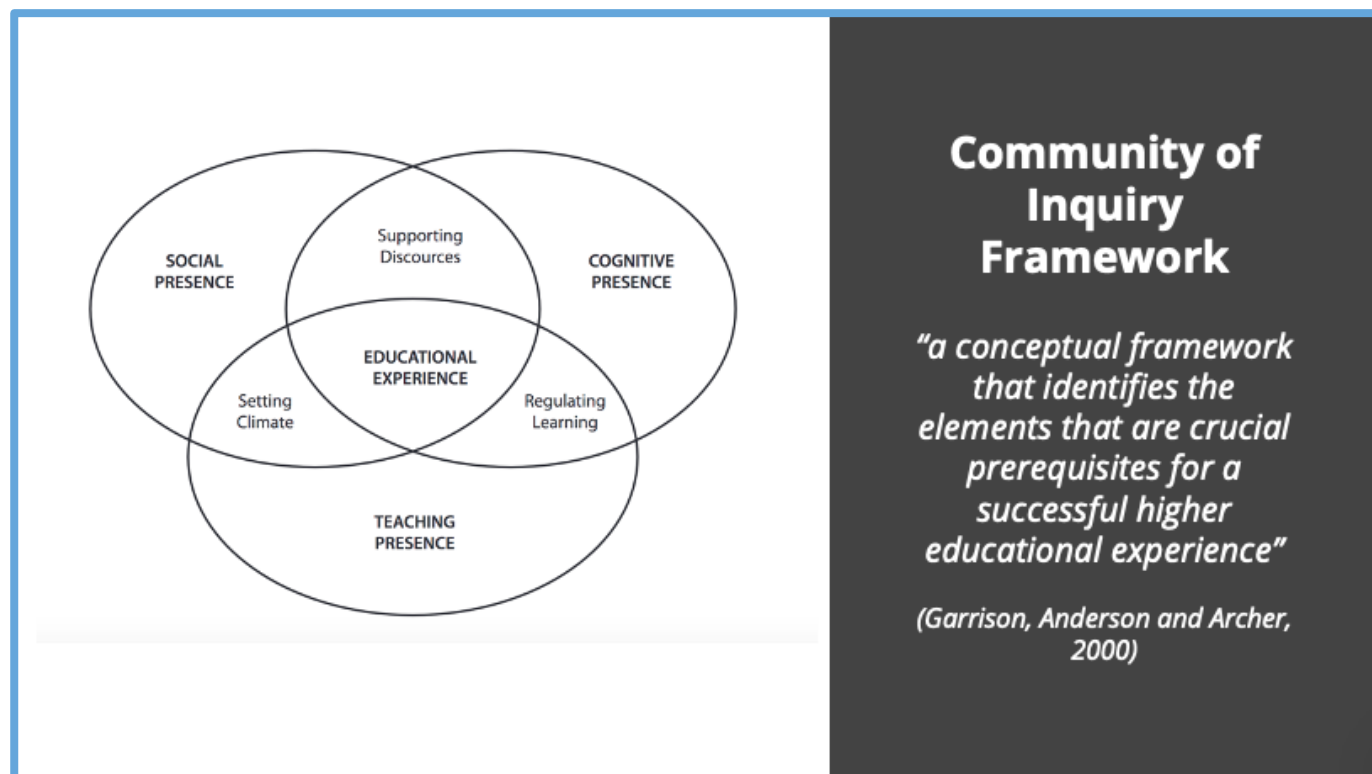 SOCIAL
PRESENCE
Supporting
Discources
COGNITIVE
PRESENCE
EDUCATIONAL
EXPERIENCE
Setting
Climate
Regulating
Learning
TEACHING
PRESENCE
Community of
Inquiry
Framework
“a conceptual framework
that identifies the
elements that are crucial
prerequisites for a
successful higher
educational experience”
(Garrison, Anderson and Archer,
2000)